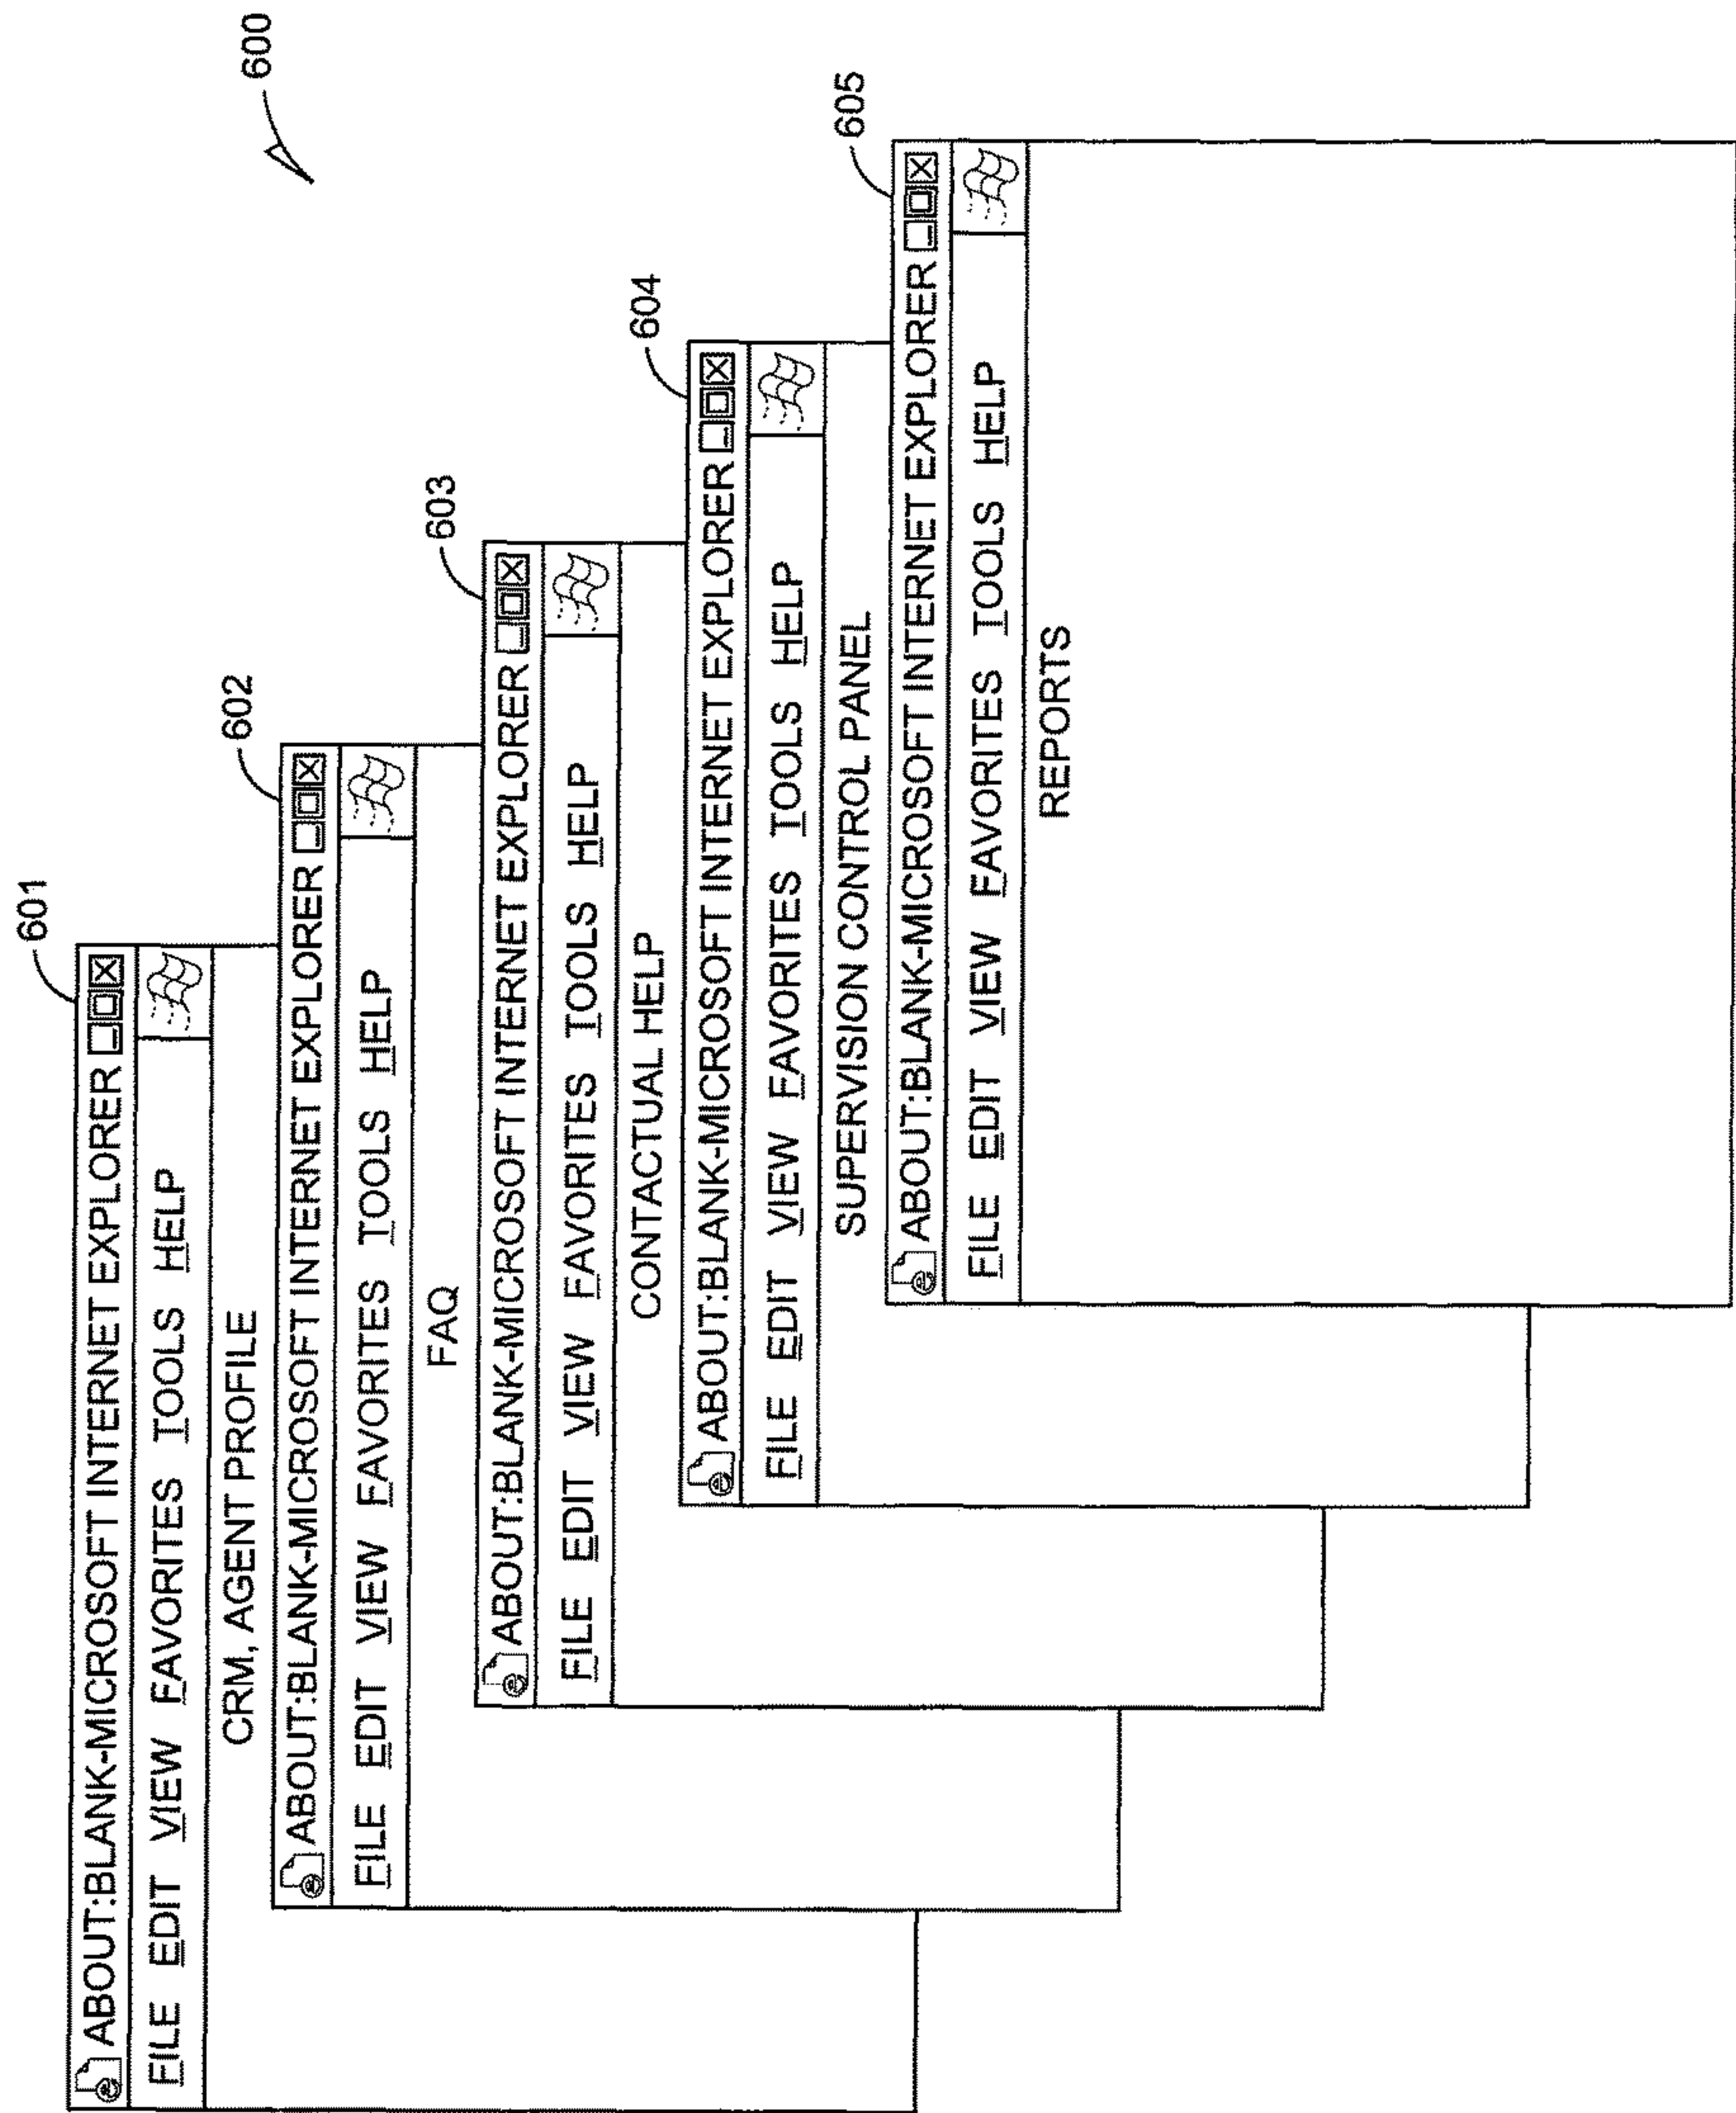 600
601
ABOUT:BLANK-MICROSOFT INTERNET EXPLORER
FILE EDIT VIEW FAVORITES TOOLS HELP
CRM, AGENT PROFILE
602
ABOUT:BLANK-MICROSOFT INTERNET EXPLORER
FILE EDIT VIEW FAVORITES TOOLS HELP
FAQ
603
ABOUT:BLANK-MICROSOFT INTERNET EXPLORER
FILE EDIT VIEW FAVORITES TOOLS HELP
CONTACTUAL HELP
604
ABOUT:BLANK-MICROSOFT INTERNET EXPLORER
FILE EDIT VIEW FAVORITES TOOLS HELP
SUPERVISION CONTROL PANEL
605
ABOUT:BLANK-MICROSOFT INTERNET EXPLORER
FILE EDIT VIEW FAVORITES TOOLS HELP
REPORTS